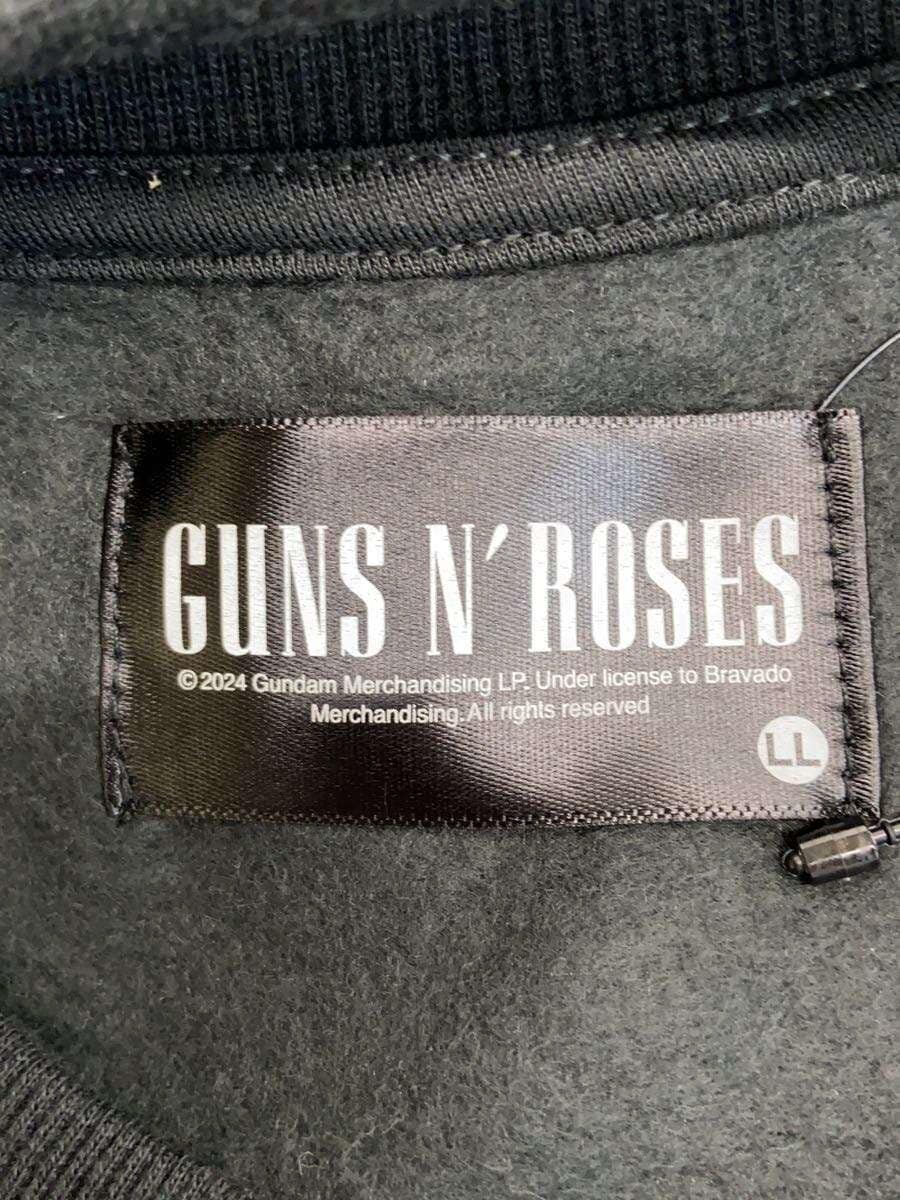 GUNS N' ROSES
©2024 Gundam Merchandising LP. Under license to Bravado
Merchandising. All rights reserved
LL